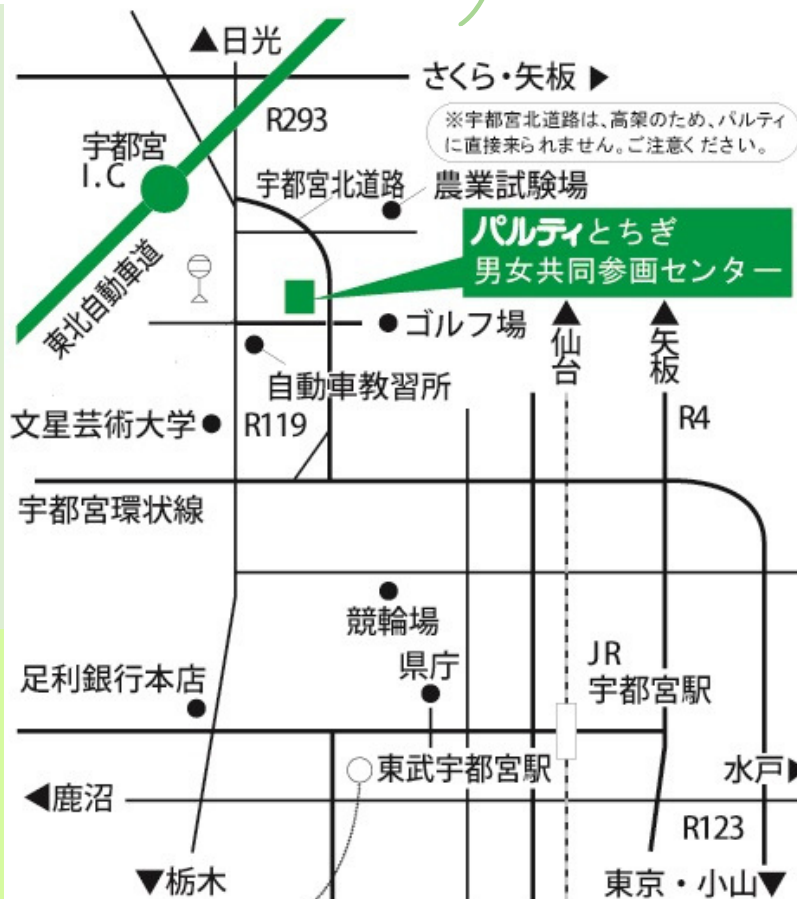 ▲日光
さくら・矢板 ▶
R293
※宇都宮北道路は、高架のため、パルティ
に直接来られません。ご注意ください。
宇都宮
I.C
宇都宮北道路
農業試験場
パルティとちぎ
男女共同参画センター
東北自動車道
ゴルフ場
▲仙台
▲矢板
自動車教習所
文星芸術大学
R119
R4
宇都宮環状線
競輪場
県庁
JR
宇都宮駅
足利銀行本店
東武宇都宮駅
水戸▶
◀鹿沼
R123
▼栃木
東京・小山▼